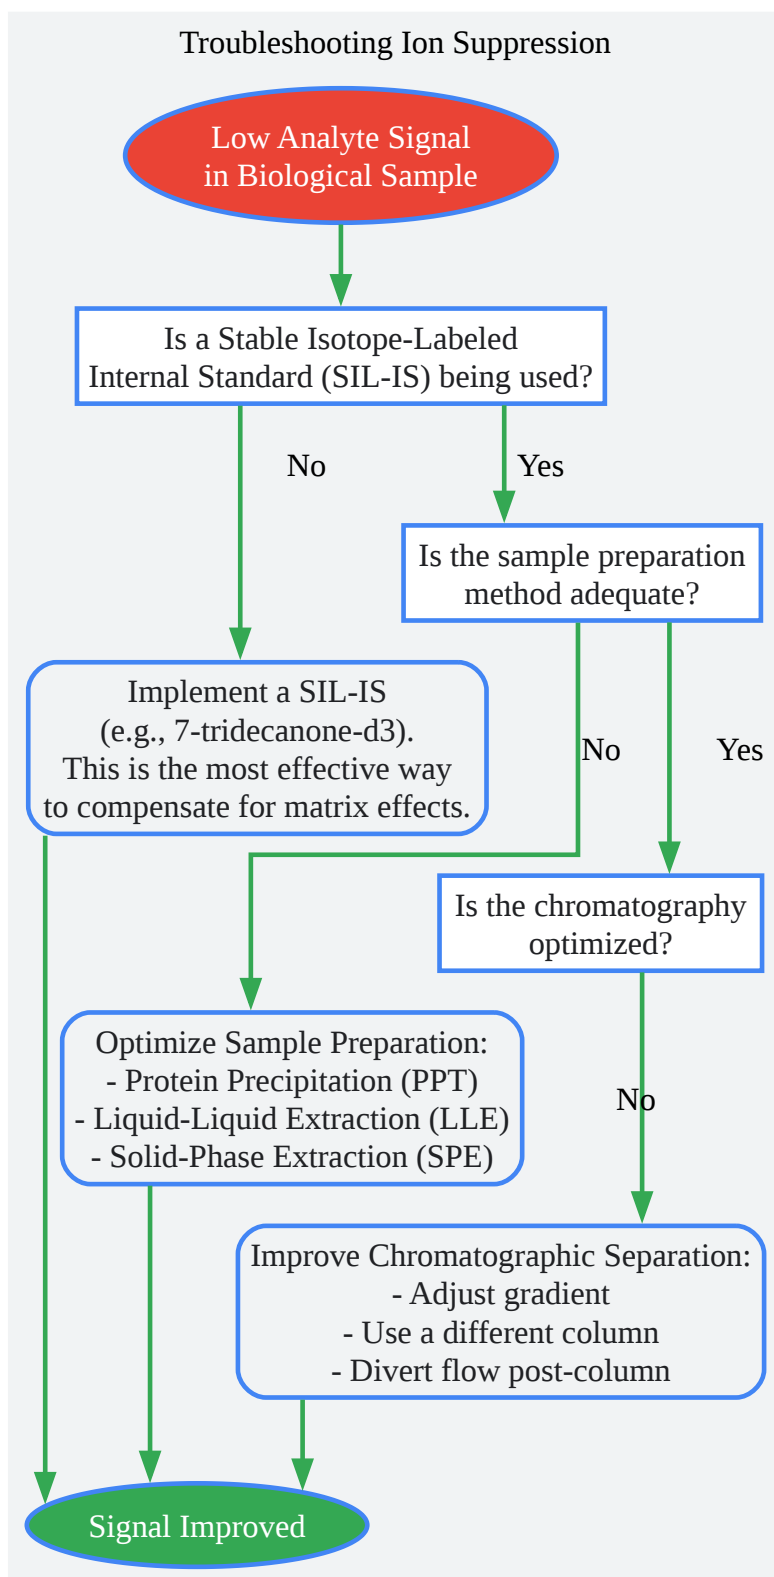 Troubleshooting Ion Suppression
Low Analyte Signal
in Biological Sample
Is a Stable Isotope-Labeled
Internal Standard (SIL-IS) being used?
No
Yes
Is the sample preparation
method adequate?
Implement a SIL-IS
(e.g., 7-tridecanone-d3).
This is the most effective way
to compensate for matrix effects.
No
Yes
Is the chromatography
optimized?
Optimize Sample Preparation:
- Protein Precipitation (PPT)
- Liquid-Liquid Extraction (LLE)
- Solid-Phase Extraction (SPE)
No
Improve Chromatographic Separation:
- Adjust gradient
- Use a different column
- Divert flow post-column
Signal Improved